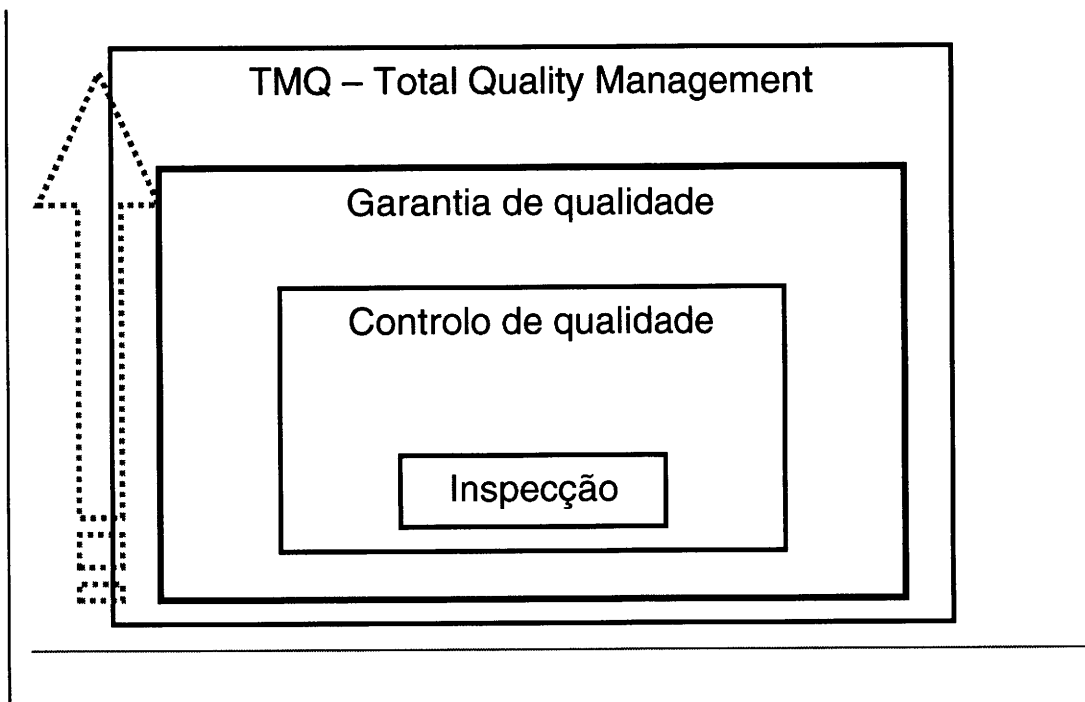 TMQ – Total Quality Management
Garantia de qualidade
Controlo de qualidade
Inspecção